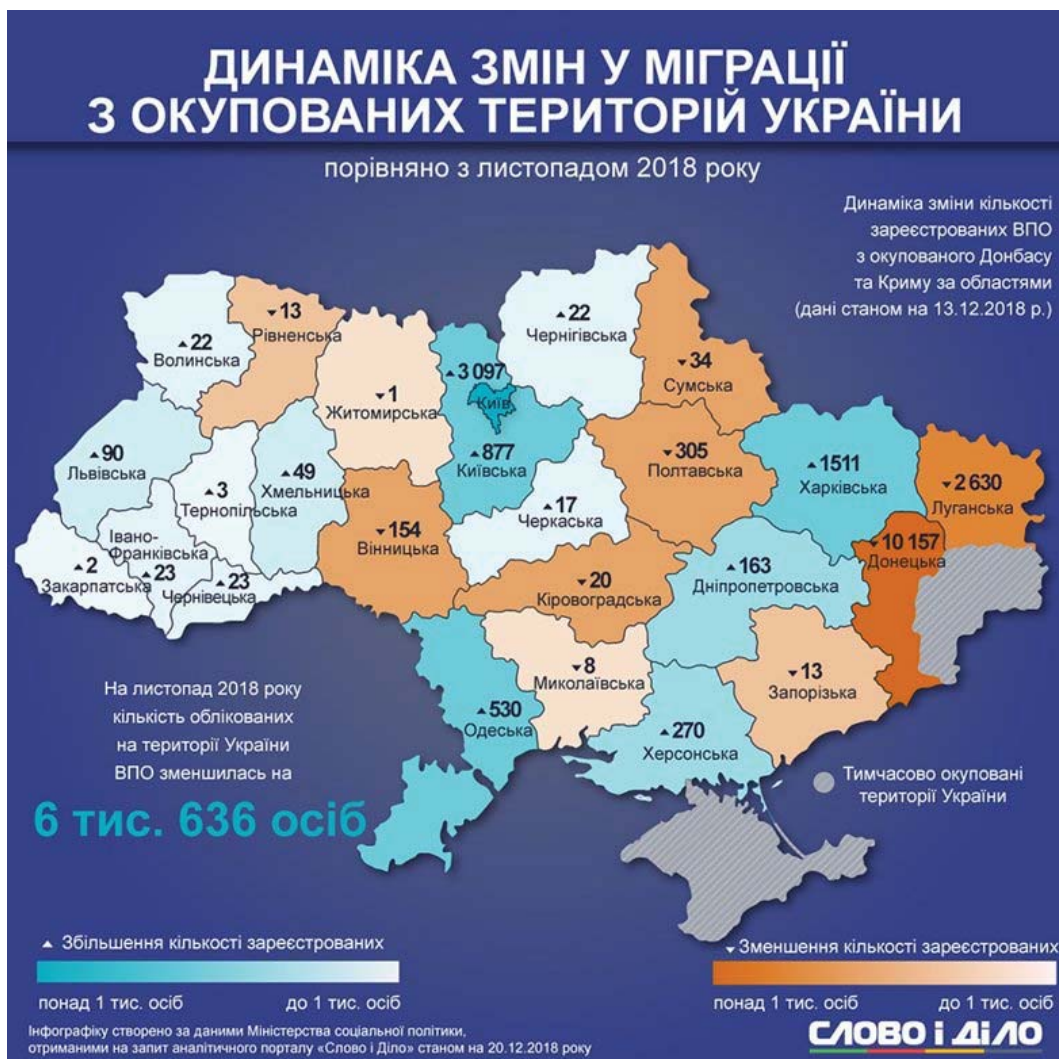 ДИНАМІКА ЗМІН У МІГРАЦІЇ
З ОКУПОВАНИХ ТЕРИТОРІЙ УКРАЇНИ
порівняно з листопадом 2018 року
Динаміка зміни кількості
зареєстрованих ВПО
з окупованого Донбасу
та Криму за областями
(дані станом на 13.12.2018 р.)
▲22
Волинська
▼13
Рівненська
▼1
Житомирська
▲3 097
Київ
▲877
Київська
▲22
Чернігівська
▼34
Сумська
▲90
Львівська
▲3
Тернопільська
▲49
Хмельницька
▼154
Вінницька
▲17
Черкаська
▼305
Полтавська
▲1511
Харківська
▼2 630
Луганська
▼10 157
Донецька
Івано-
Франківська
▲23
▲2
Закарпатська
▲23
Чернівецька
▼20
Кіровоградська
▲163
Дніпропетровська
▼8
Миколаївська
▼13
Запорізька
▲530
Одеська
▲270
Херсонська
На листопад 2018 року
кількість облікованих
на території України
ВПО зменшилась на
6 тис. 636 осіб
Тимчасово окуповані
території України
▲ Збільшення кількості зареєстрованих
понад 1 тис. осіб
до 1 тис. осіб
▼Зменшення кількості зареєстрованих
понад 1 тис. осіб
до 1 тис. осіб
Інфографіку створено за даними Міністерства соціальної політики,
отриманими на запит аналітичного порталу «Слово і Діло» станом на 20.12.2018 року
СЛОВО і ДіЛО